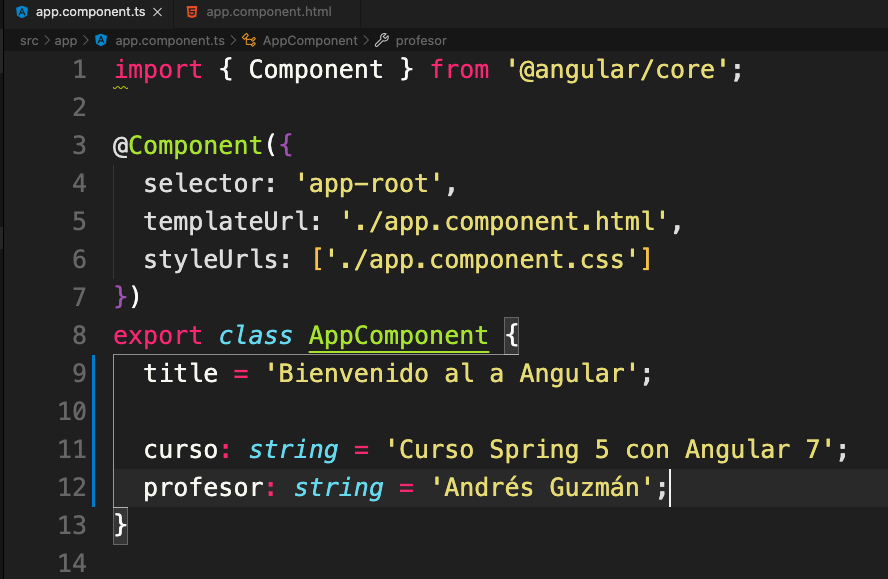 app.component.ts × app.component.html
src > app > app.component.ts > AppComponent > profesor
1 import { Component } from '@angular/core';
2
3 @Component({
4 selector: 'app-root',
5 templateUrl: './app.component.html',
6 styleUrls: ['./app.component.css']
7 })
8 export class AppComponent {
9 title = 'Bienvenido al a Angular';
10
11 curso: string = 'Curso Spring 5 con Angular 7';
12 profesor: string = 'Andrés Guzmán';
13 }
14